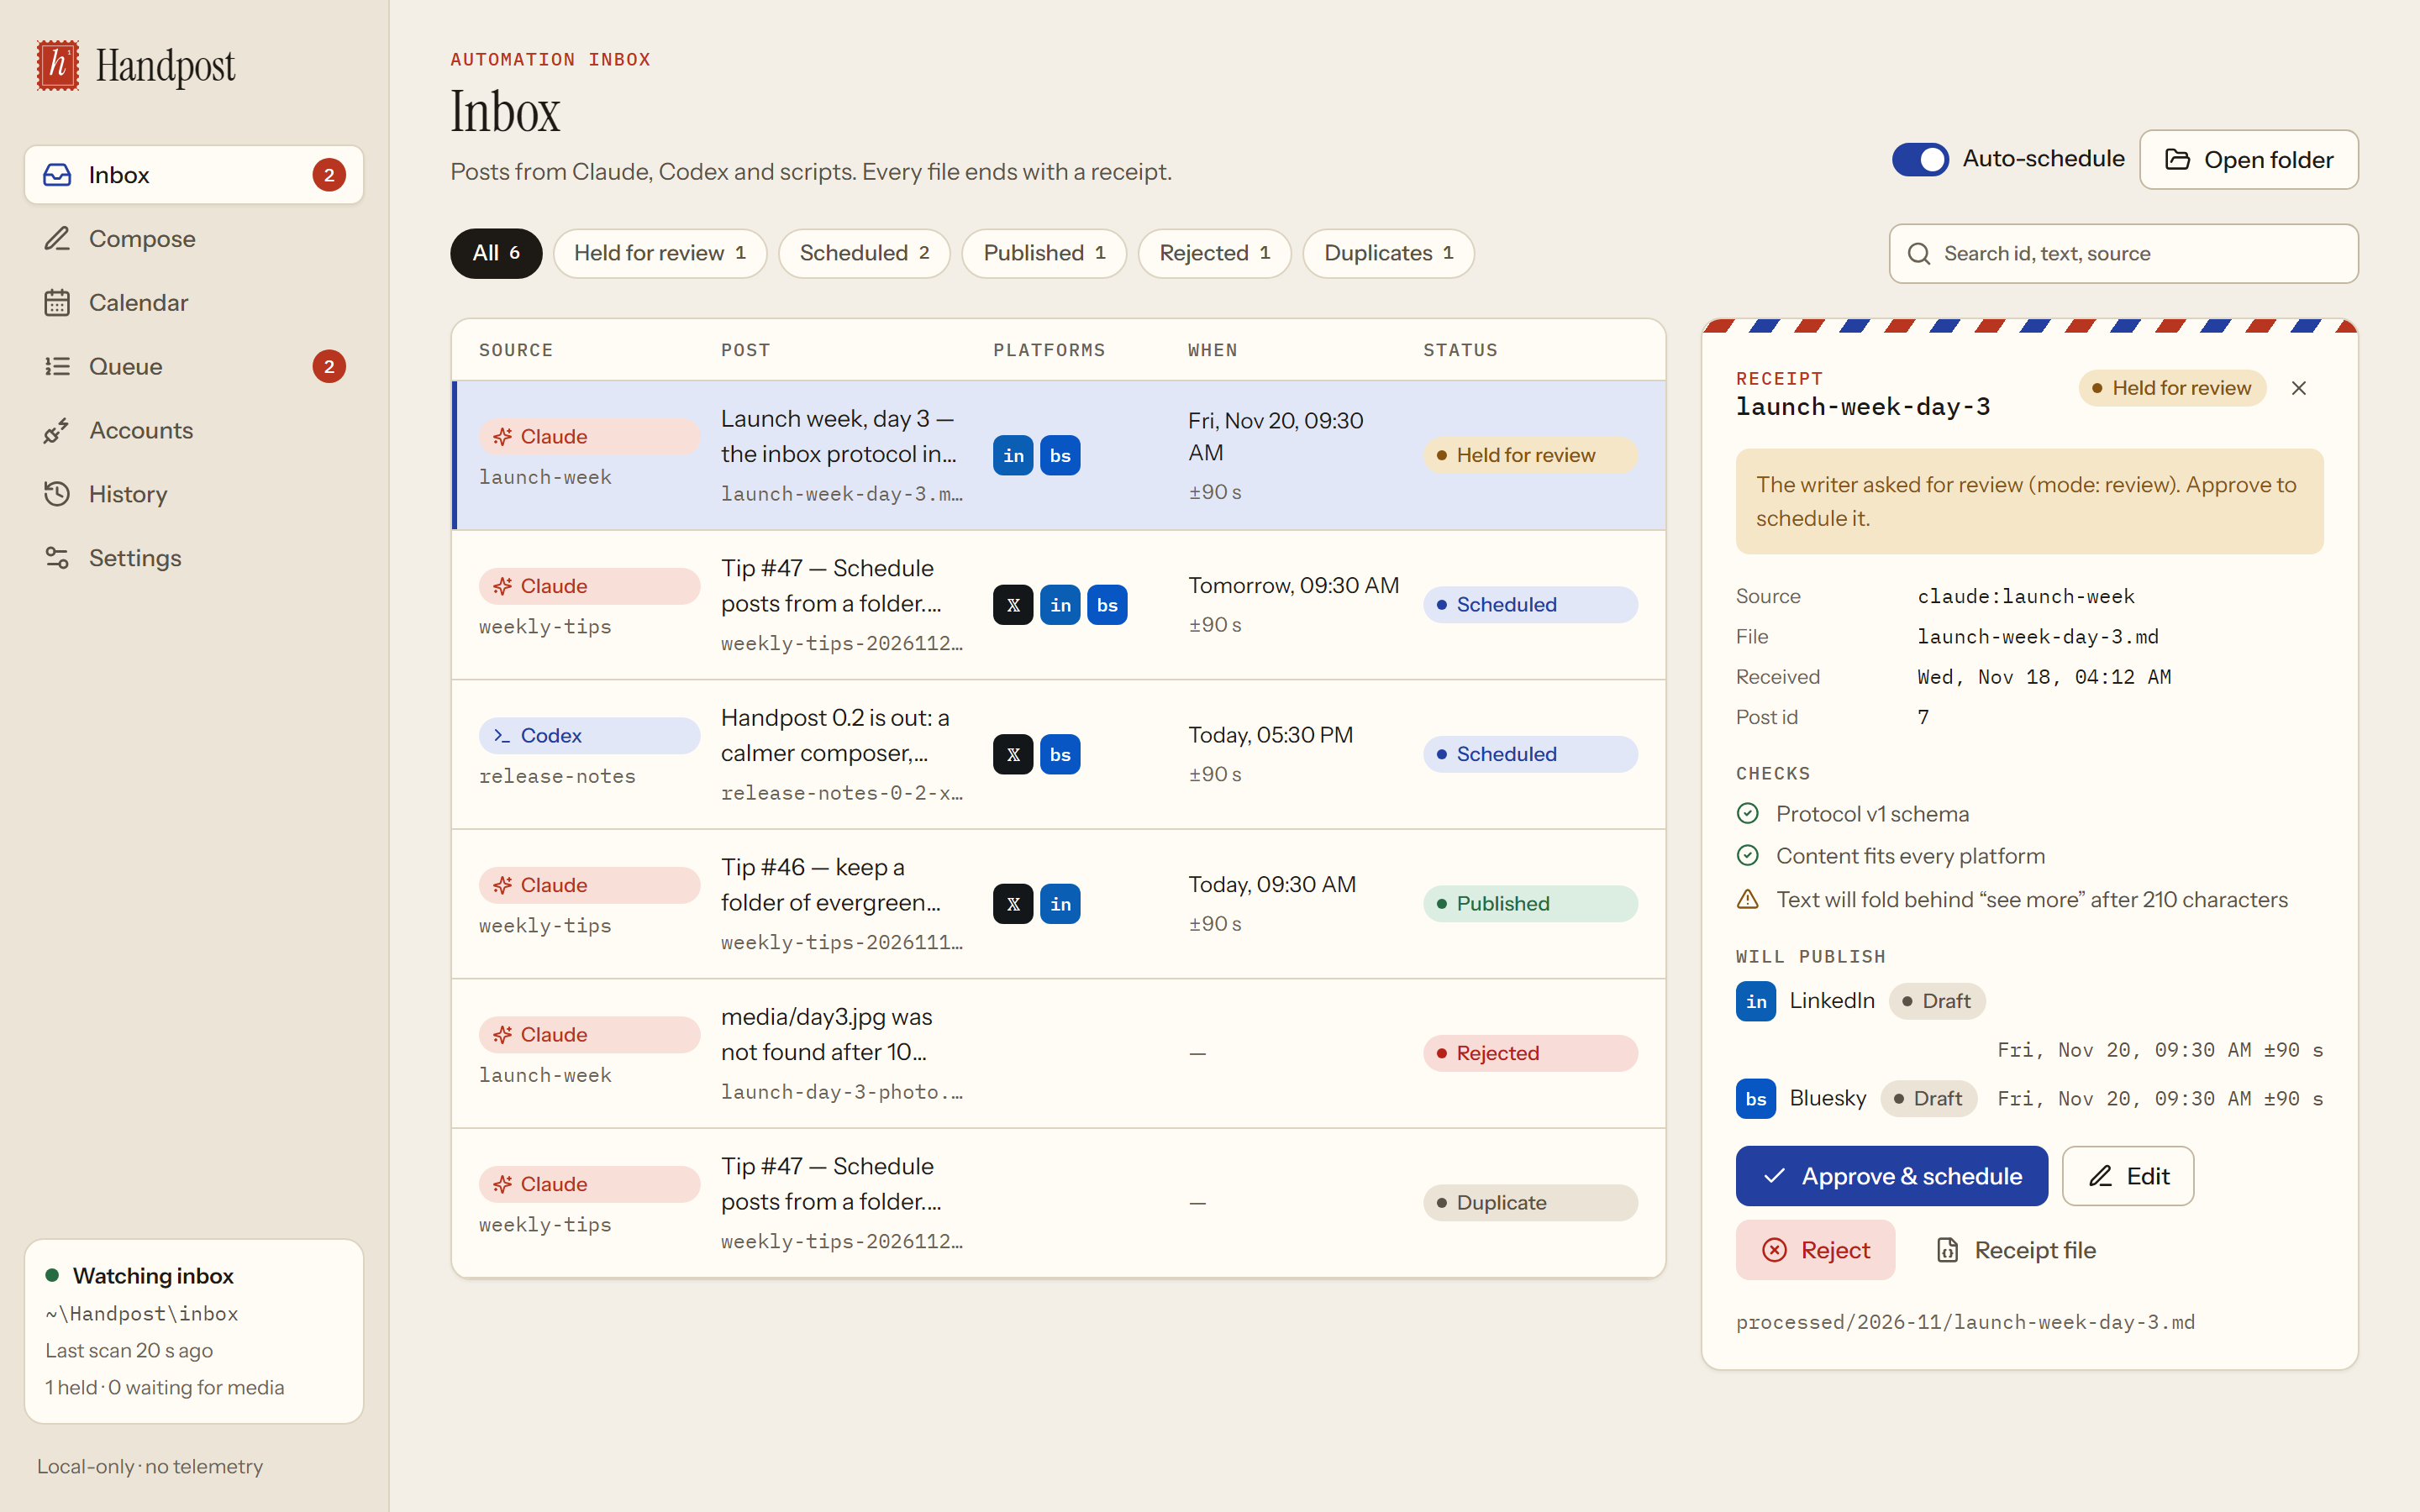 h
Handpost
Inbox 2
Compose
Calendar
Queue 2
Accounts
History
Settings
Watching inbox
~\Handpost\inbox
Last scan 20 s ago
1 held · 0 waiting for media
Local-only · no telemetry
AUTOMATION INBOX
Inbox
Posts from Claude, Codex and scripts. Every file ends with a receipt.
Auto-schedule
Open folder
All 6
Held for review 1
Scheduled 2
Published 1
Rejected 1
Duplicates 1
Search id, text, source
SOURCE POST PLATFORMS WHEN STATUS
Claude
launch-week
Launch week, day 3 —
the inbox protocol in…
launch-week-day-3.m…
in bs
Fri, Nov 20, 09:30
AM
±90 s
Held for review
Claude
weekly-tips
Tip #47 — Schedule
posts from a folder.…
weekly-tips-2026112…
𝕏 in bs
Tomorrow, 09:30 AM
±90 s
Scheduled
Codex
release-notes
Handpost 0.2 is out: a
calmer composer,…
release-notes-0-2-x…
𝕏 bs
Today, 05:30 PM
±90 s
Scheduled
Claude
weekly-tips
Tip #46 — keep a
folder of evergreen…
weekly-tips-2026111…
𝕏 in
Today, 09:30 AM
±90 s
Published
Claude
launch-week
media/day3.jpg was
not found after 10…
launch-day-3-photo.…
—
Rejected
Claude
weekly-tips
Tip #47 — Schedule
posts from a folder.…
weekly-tips-2026112…
—
Duplicate
RECEIPT
launch-week-day-3
Held for review
The writer asked for review (mode: review). Approve to
schedule it.
Source claude:launch-week
File launch-week-day-3.md
Received Wed, Nov 18, 04:12 AM
Post id 7
CHECKS
Protocol v1 schema
Content fits every platform
Text will fold behind “see more” after 210 characters
WILL PUBLISH
in LinkedIn Draft
Fri, Nov 20, 09:30 AM ±90 s
bs Bluesky Draft Fri, Nov 20, 09:30 AM ±90 s
Approve & schedule
Edit
Reject
Receipt file
processed/2026-11/launch-week-day-3.md